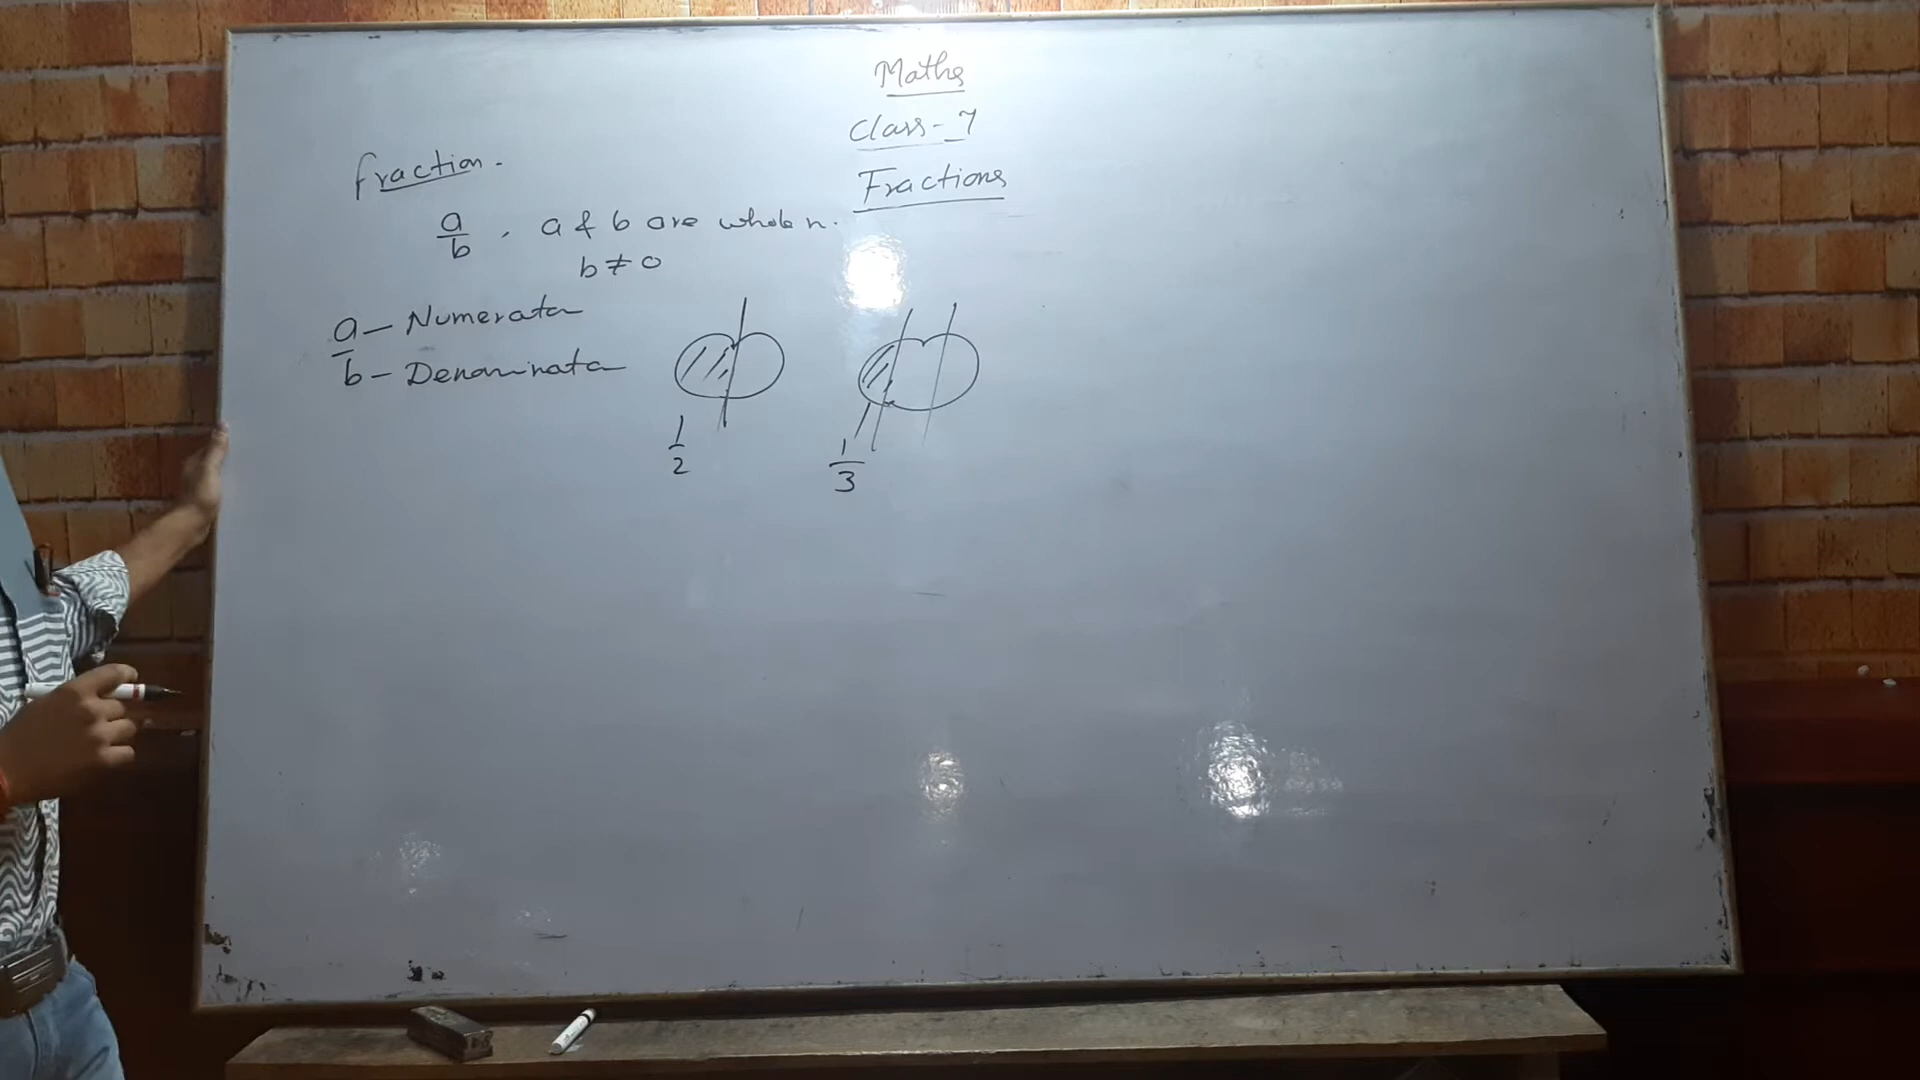 Maths
Class-7
Fractions
fraction.
a/b , a & b are whole n.
b ≠ 0
a — Numerator
b — Denominator
1/2
1/3